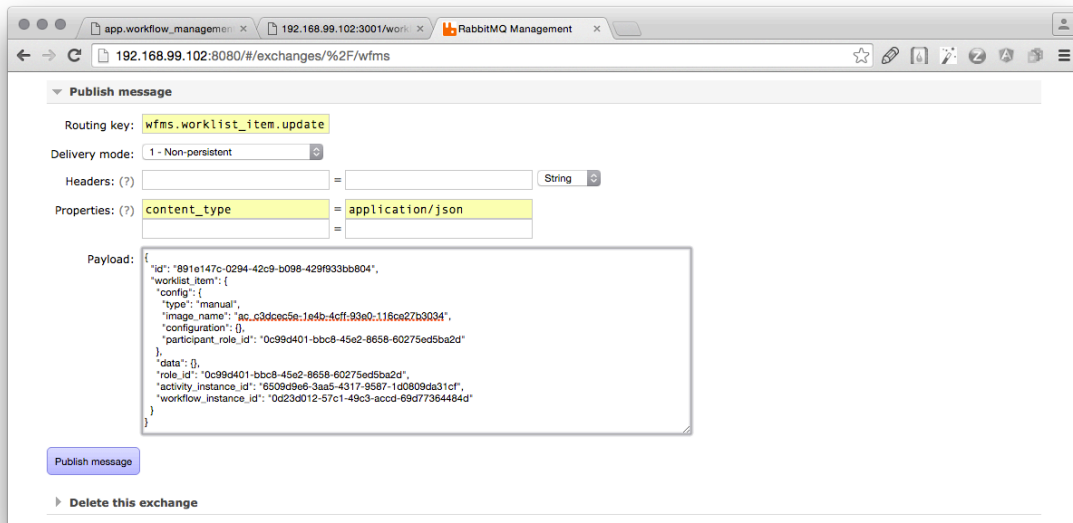 app.workflow_managemen
192.168.99.102:3001/work
RabbitMQ Management
192.168.99.102:8080/#/exchanges/%2F/wfms
Publish message
Routing key: wfms.worklist_item.update
Delivery mode: 1 - Non-persistent
Headers: (?) = String
Properties: (?) content_type = application/json
=
Payload: {
"id": "891e147c-0294-42c9-b098-429f933bb804",
"worklist_item": {
"config": {
"type": "manual",
"image_name": "ac_c3dcec5e-1e4b-4cff-93e0-116ce27b3034",
"configuration": {},
"participant_role_id": "0c99d401-bbc8-45e2-8658-60275ed5ba2d"
},
"data": {},
"role_id": "0c99d401-bbc8-45e2-8658-60275ed5ba2d",
"activity_instance_id": "6509d9e6-3aa5-4317-9587-1d0809da31cf",
"workflow_instance_id": "0d23d012-57c1-49c3-accd-69d77364484d"
}
}
Publish message
Delete this exchange